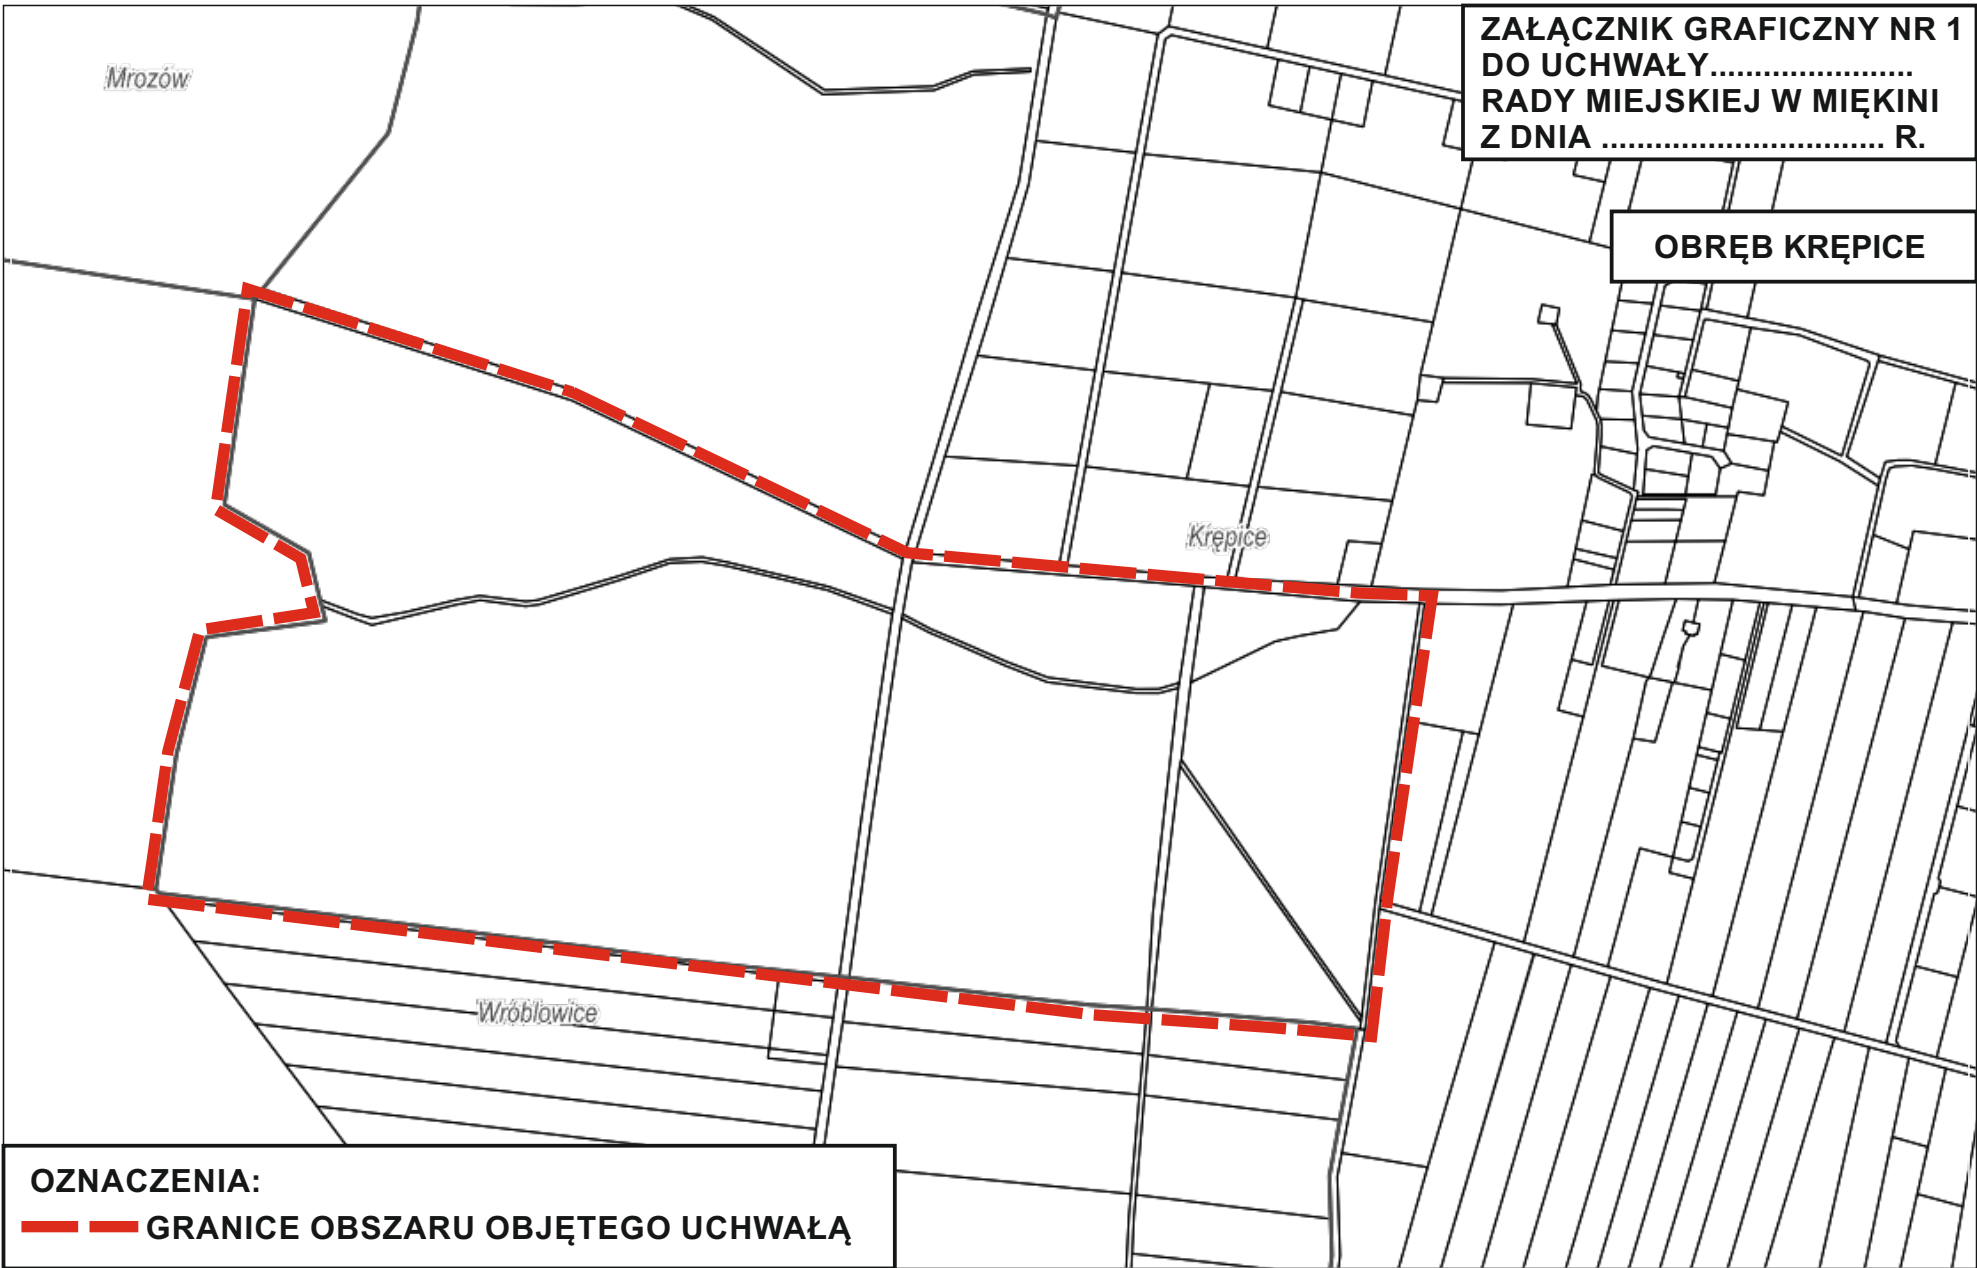 ZAŁĄCZNIK GRAFICZNY NR 1
DO UCHWAŁY.......................
RADY MIEJSKIEJ W MIĘKINI
Z DNIA ................................ R.
Mrozów
OBRĘB KRĘPICE
Krępice
Wróblowice
OZNACZENIA:
GRANICE OBSZARU OBJĘTEGO UCHWAŁĄ